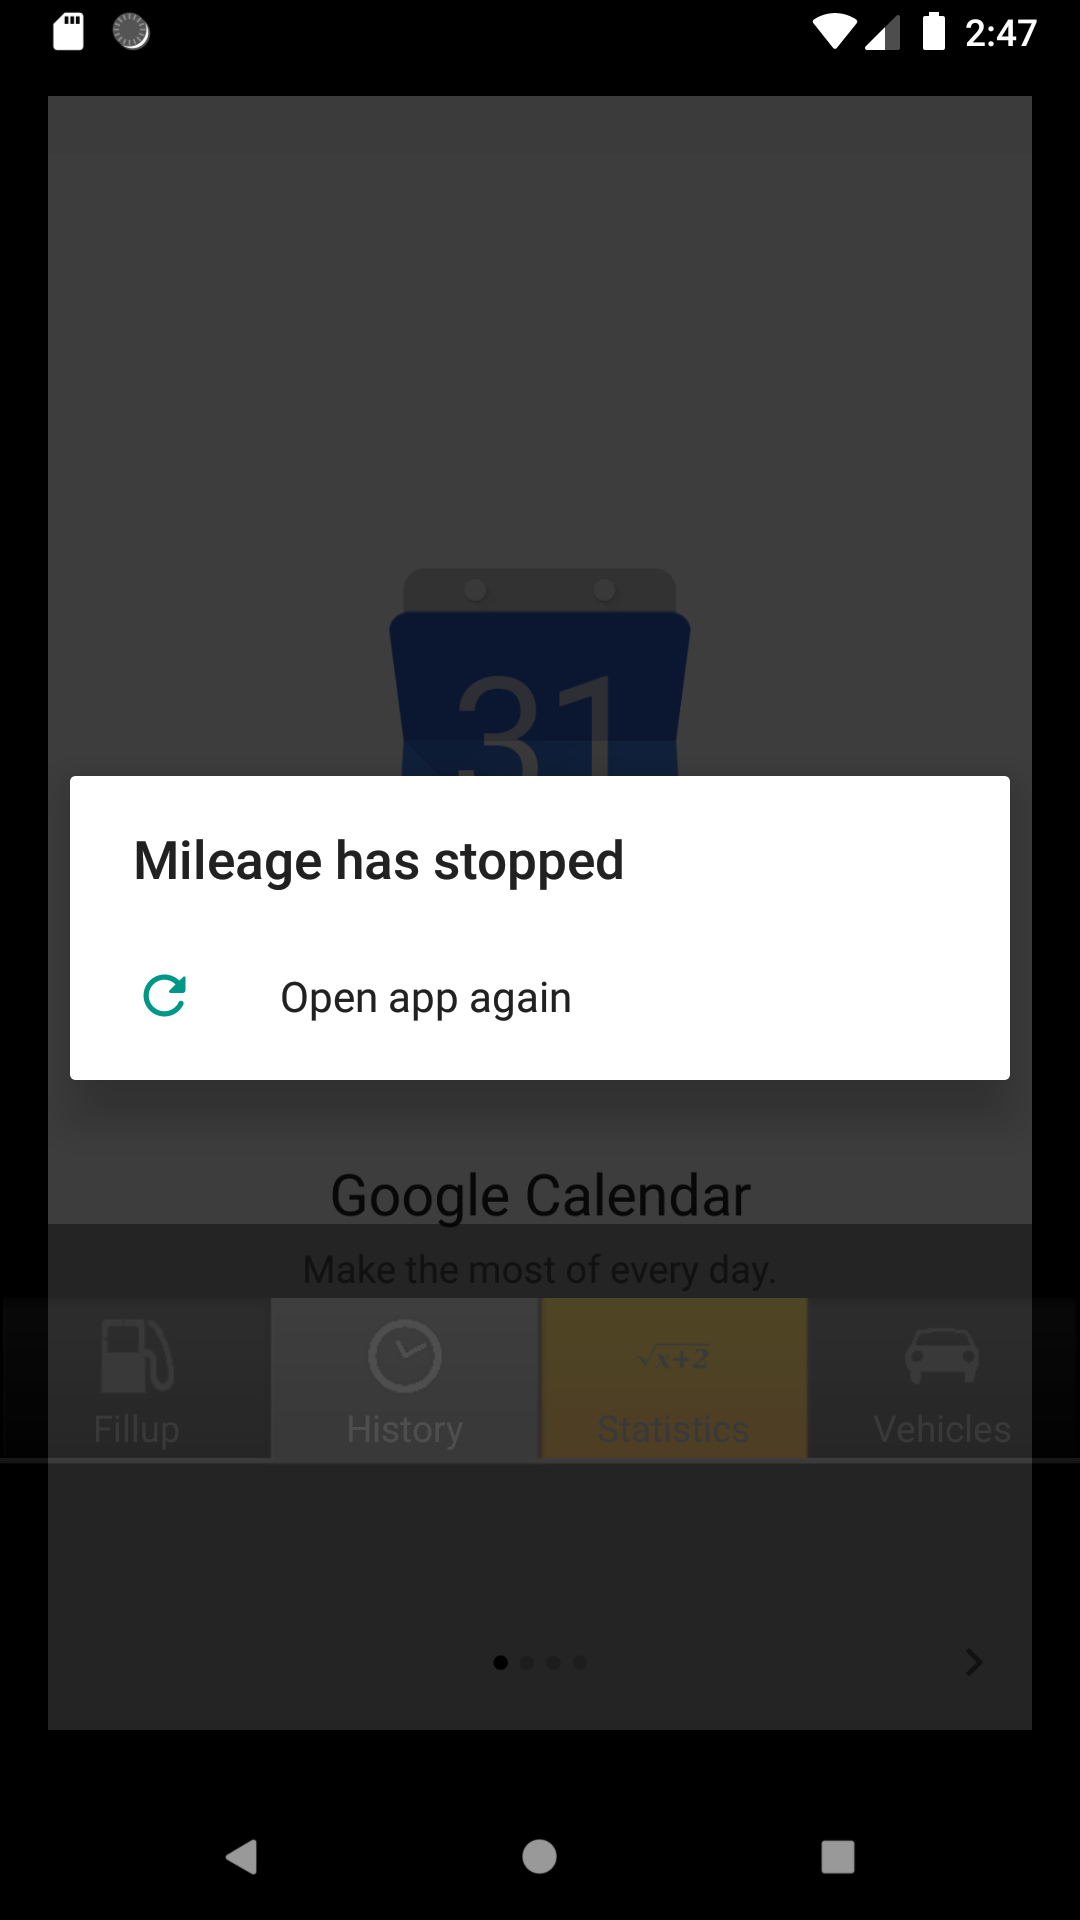 2:47
31
Mileage has stopped
Open app again
Google Calendar
Make the most of every day.
√x+2
Fillup History Statistics Vehicles